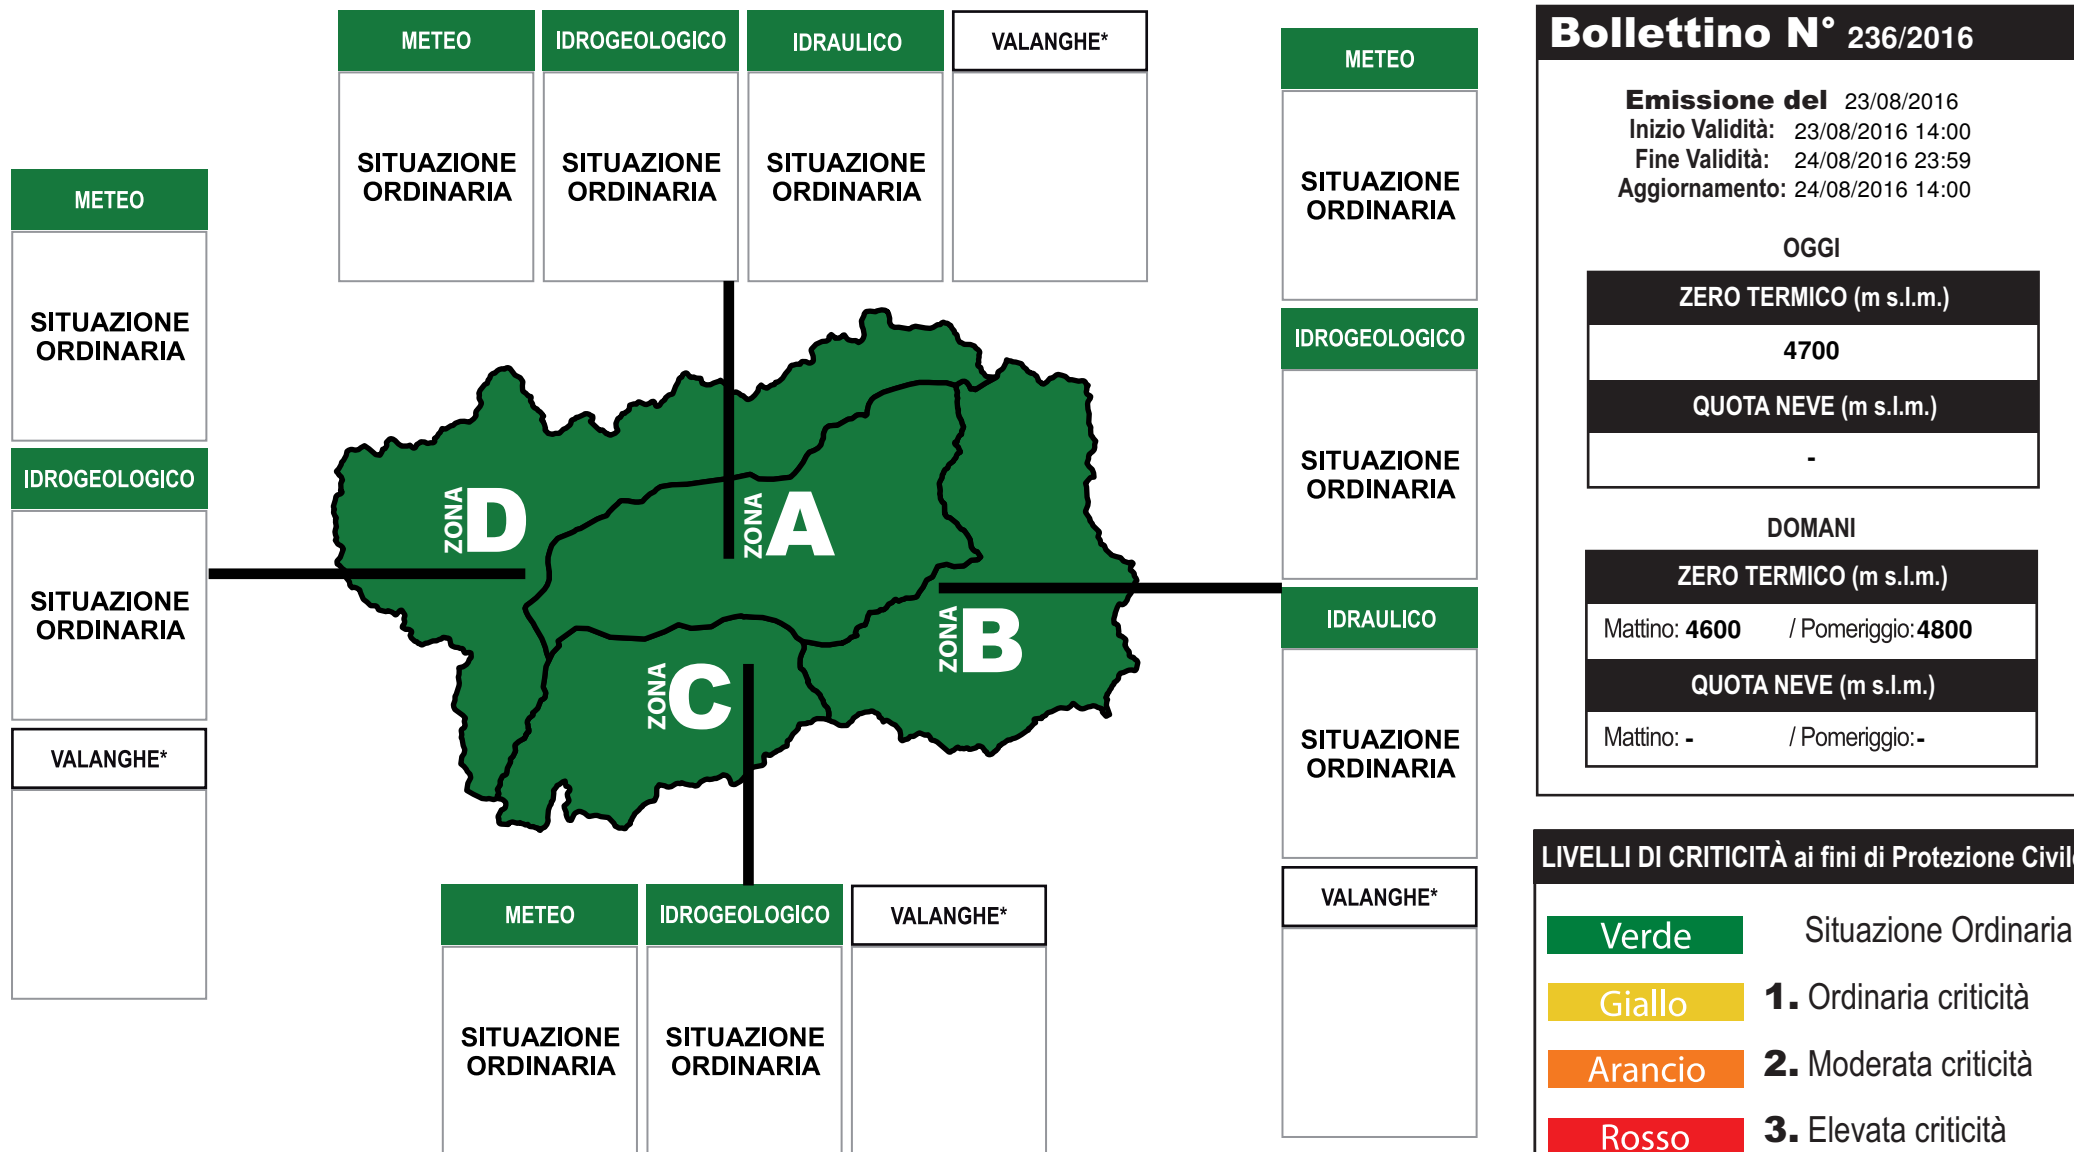 METEO IDROGEOLOGICO IDRAULICO VALANGHE*
SITUAZIONE ORDINARIA SITUAZIONE ORDINARIA SITUAZIONE ORDINARIA
METEO
SITUAZIONE
ORDINARIA
IDROGEOLOGICO
SITUAZIONE
ORDINARIA
VALANGHE*
ZONA D
ZONA A
ZONA B
ZONA C
METEO
SITUAZIONE
ORDINARIA
IDROGEOLOGICO
SITUAZIONE
ORDINARIA
IDRAULICO
SITUAZIONE
ORDINARIA
VALANGHE*
METEO IDROGEOLOGICO VALANGHE*
SITUAZIONE ORDINARIA SITUAZIONE ORDINARIA
Bollettino N° 236/2016
Emissione del 23/08/2016
Inizio Validità: 23/08/2016 14:00
Fine Validità: 24/08/2016 23:59
Aggiornamento: 24/08/2016 14:00
OGGI
ZERO TERMICO (m s.l.m.)
4700
QUOTA NEVE (m s.l.m.)
-
DOMANI
ZERO TERMICO (m s.l.m.)
Mattino: 4600 / Pomeriggio: 4800
QUOTA NEVE (m s.l.m.)
Mattino: - / Pomeriggio: -
LIVELLI DI CRITICITÀ ai fini di Protezione Civile
Verde Situazione Ordinaria
Giallo 1. Ordinaria criticità
Arancio 2. Moderata criticità
Rosso 3. Elevata criticità